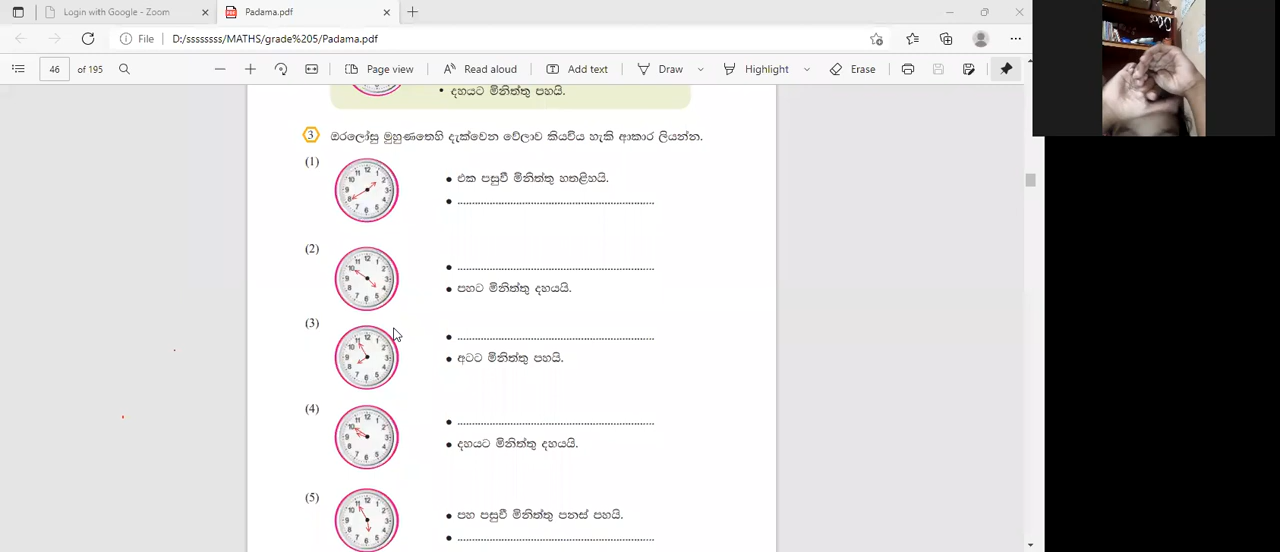 Login with Google - Zoom
Padama.pdf
File
D:/ssssssss/MATHS/grade%205/Padama.pdf
46 of 195
Page view
Read aloud
Add text
Draw
Highlight
Erase
• දහයට මිනිත්තු පහයි.
3 ඔරලෝසු මුහුණතෙහි දැක්වෙන වේලාව කියවිය හැකි ආකාර ලියන්න.
(1)
• එක පසුවී මිනිත්තු හතළිහයි.
• ..........................................................
(2)
• ..........................................................
• පහට මිනිත්තු දහයයි.
(3)
• ..........................................................
• අටට මිනිත්තු පහයි.
(4)
• ..........................................................
• දහයට මිනිත්තු දහයයි.
(5)
• පහ පසුවී මිනිත්තු පනස් පහයි.
• ..........................................................